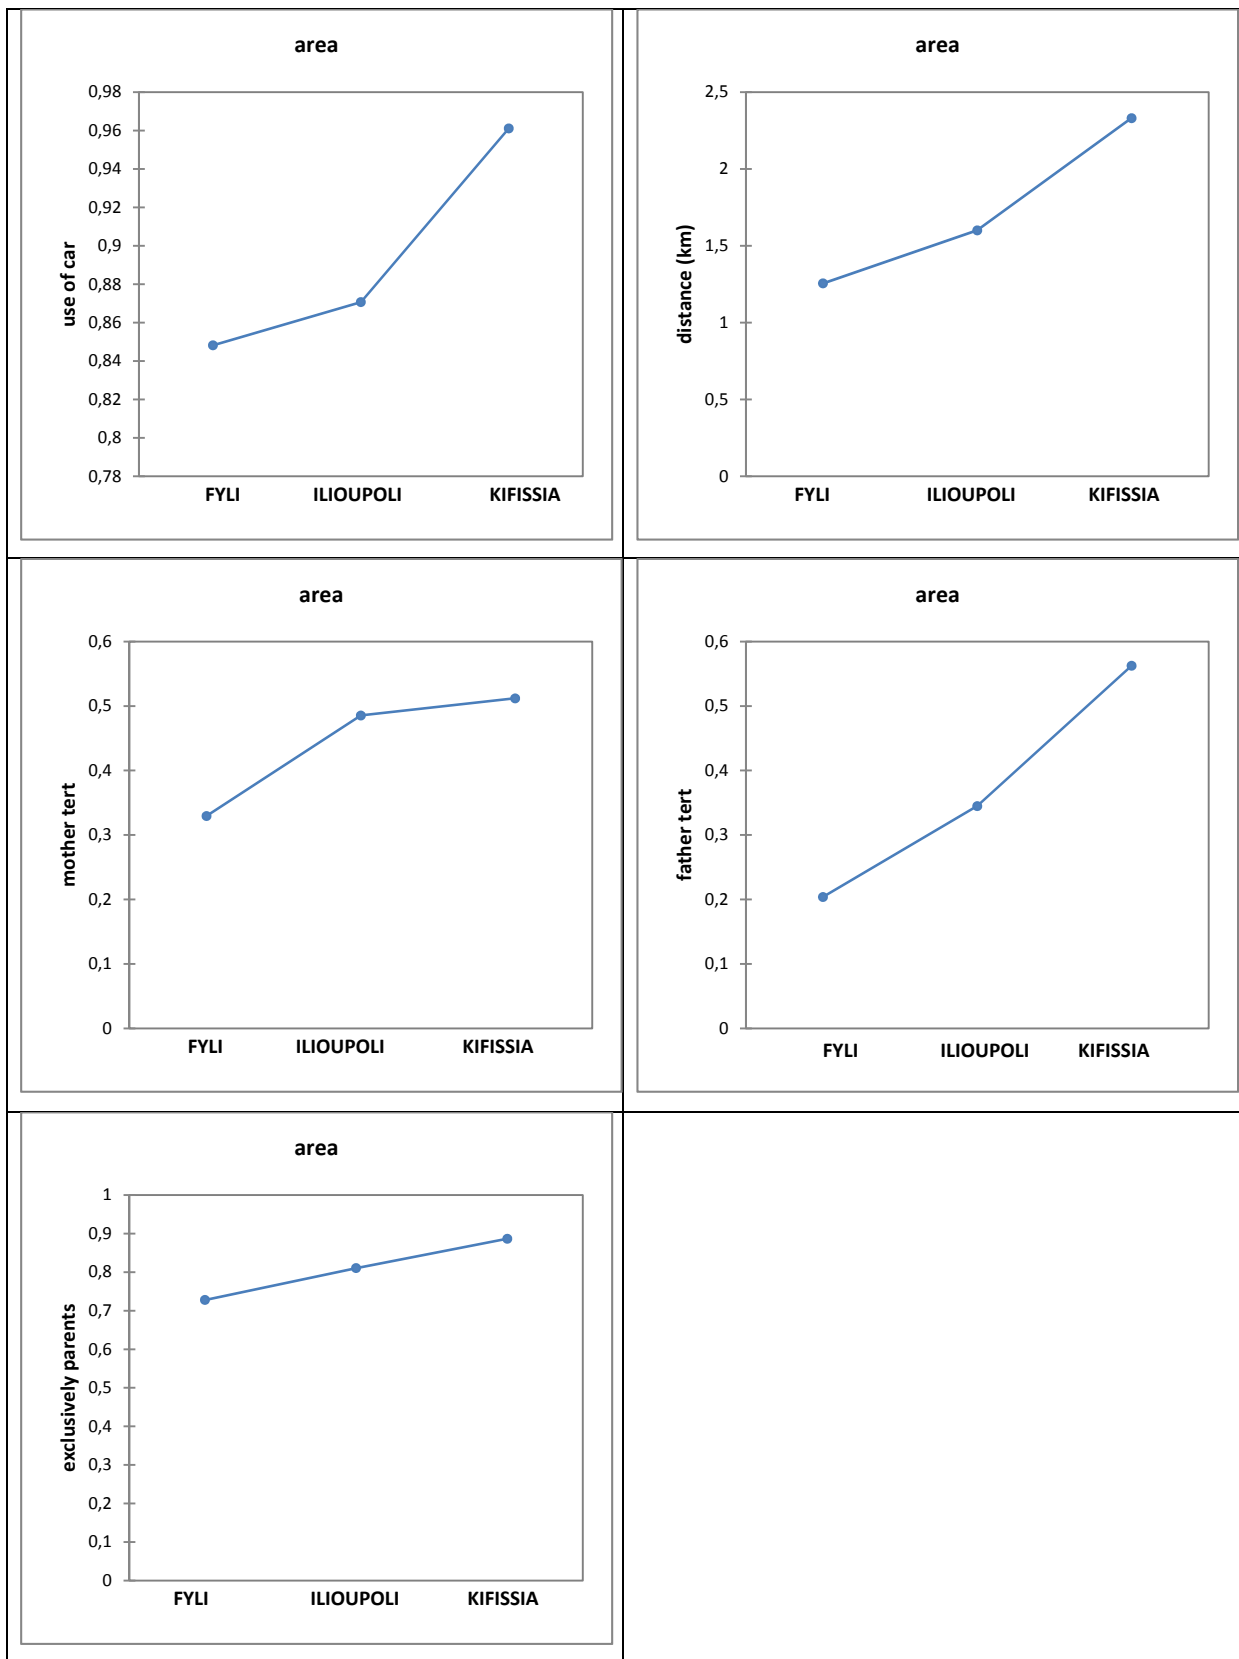 area
0,98
0,96
0,94
0,92
0,9
0,88
0,86
0,84
0,82
0,8
0,78
use of car
FYLI ILIOUPOLI KIFISSIA
area
2,5
2
1,5
1
0,5
0
distance (km)
FYLI ILIOUPOLI KIFISSIA
area
0,6
0,5
0,4
0,3
0,2
0,1
0
mother tert
FYLI ILIOUPOLI KIFISSIA
area
0,6
0,5
0,4
0,3
0,2
0,1
0
father tert
FYLI ILIOUPOLI KIFISSIA
area
1
0,9
0,8
0,7
0,6
0,5
0,4
0,3
0,2
0,1
0
exclusively parents
FYLI ILIOUPOLI KIFISSIA